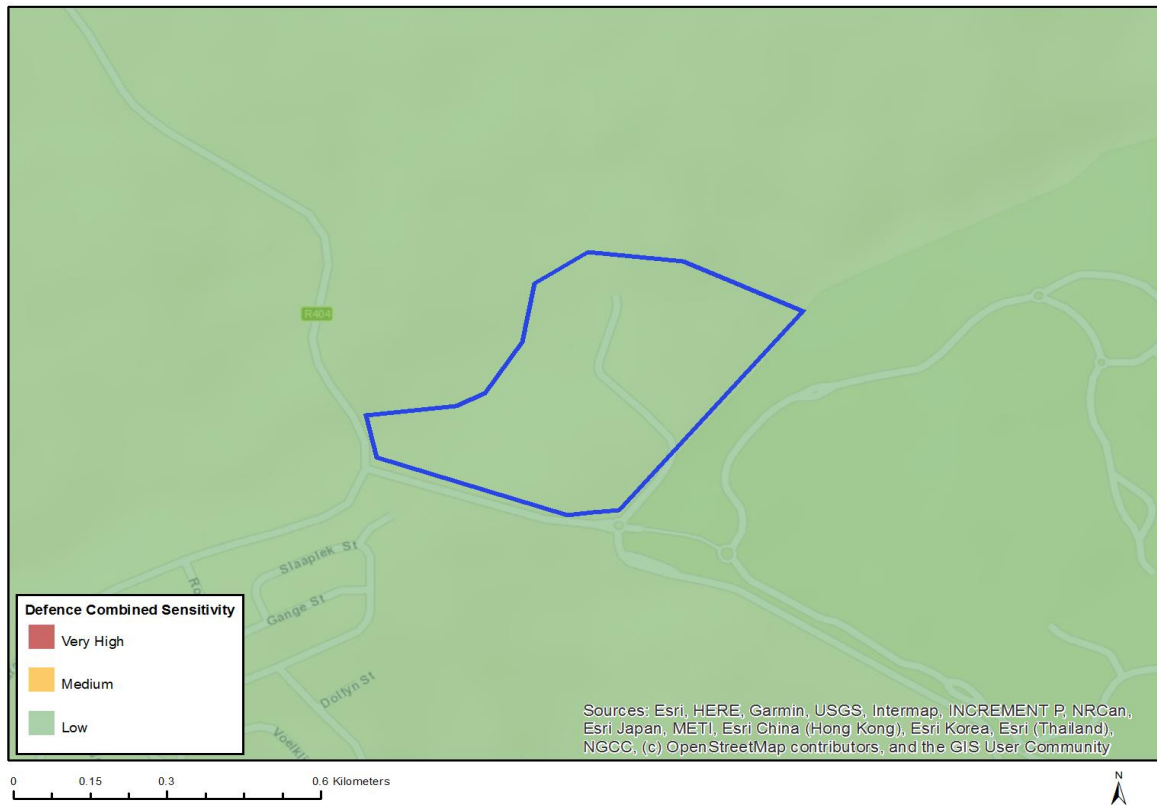 R404
Slaaplek St
Gange St
Dolfyn St
Defence Combined Sensitivity
Very High
Medium
Low
Sources: Esri, HERE, Garmin, USGS, Intermap, INCREMENT P, NRCan,
Esri Japan, METI, Esri China (Hong Kong), Esri Korea, Esri (Thailand),
NGCC, (c) OpenStreetMap contributors, and the GIS User Community
0 0.15 0.3 0.6 Kilometers
N